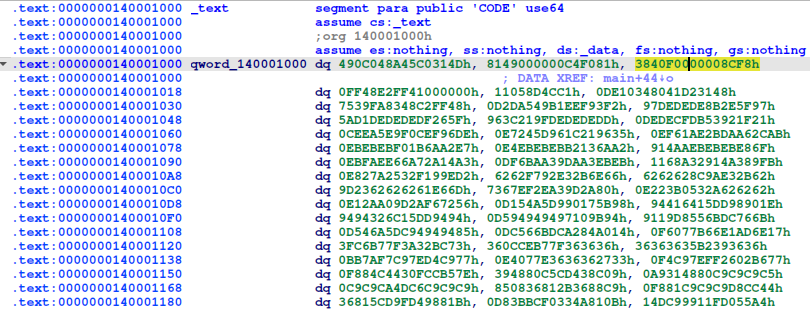 .text:0000000140001000 _text segment para public 'CODE' use64
.text:0000000140001000 assume cs:_text
.text:0000000140001000 ;org 140001000h
.text:0000000140001000 assume es:nothing, ss:nothing, ds:_data, fs:nothing, gs:nothing
.text:0000000140001000 qword_140001000 dq 490C048A45C0314Dh, 8149000000C4F081h, 3840F0000008CF8h
.text:0000000140001000 ; DATA XREF: main+44↓o
.text:0000000140001018 dq 0FF48E2FF41000000h, 11058D4CC1h, 0DE10348041D23148h
.text:0000000140001030 dq 7539FA8348C2FF48h, 0D2DA549B1EEF93F2h, 97DEDEDE8B2E5F97h
.text:0000000140001048 dq 5AD1DEDEDEDF265Fh, 963C219FDEDEDEDDh, 0DEDECFDB53921F21h
.text:0000000140001060 dq 0CEEA5E9F0CEF96DEh, 0E7245D961C219635h, 0EF61AE2BDAA62CABh
.text:0000000140001078 dq 0EBEBEBF01B6AA2E7h, 0E4EBEBEBB2136AA2h, 914AAEBEBEBE86Fh
.text:0000000140001090 dq 0EBFAEE66A72A14A3h, 0DF6BAA39DAA3EBEBh, 1168A32914A389FBh
.text:00000001400010A8 dq 0E827A2532F199ED2h, 6262F792E32B6E66h, 6262628C9AE32B62h
.text:00000001400010C0 dq 9D2362626261E66Dh, 7367EF2EA39D2A80h, 0E223B0532A626262h
.text:00000001400010D8 dq 0E12AA09D2AF67256h, 0D154A5D990175B98h, 94416415DD98901Eh
.text:00000001400010F0 dq 9494326C15DD9494h, 0D594949497109B94h, 9119D8556BDC766Bh
.text:0000000140001108 dq 0D546A5DC94949485h, 0DC566BDCA284A014h, 0F6077B66E1AD6E17h
.text:0000000140001120 dq 3FC6B77F3A32BC73h, 360CCEB77F363636h, 36363635B2393636h
.text:0000000140001138 dq 0BB7AF7C97ED4C977h, 0E4077E3636362733h, 0F4C97EFF2602B677h
.text:0000000140001150 dq 0F884C4430FCCB57Eh, 394880C5CD438C09h, 0A9314880C9C9C9C5h
.text:0000000140001168 dq 0C9C9CA4DC6C9C9C9h, 850836812B3688C9h, 0F881C9C9C9D8CC44h
.text:0000000140001180 dq 36815CD9FD49881Bh, 0D83BBCF0334A810Bh, 14DC99911FD055A4h